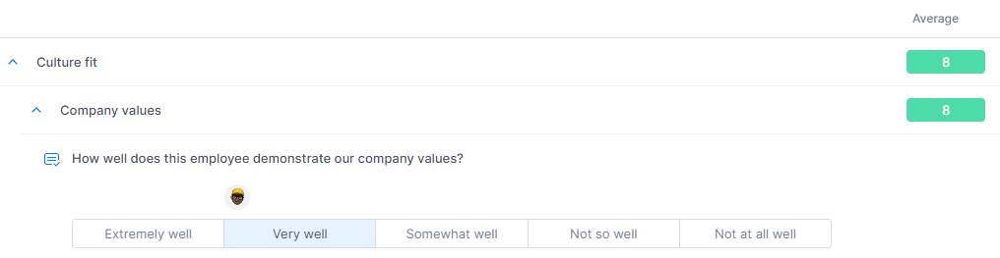 Average
Culture fit 8
Company values 8
How well does this employee demonstrate our company values?
Extremely well Very well Somewhat well Not so well Not at all well